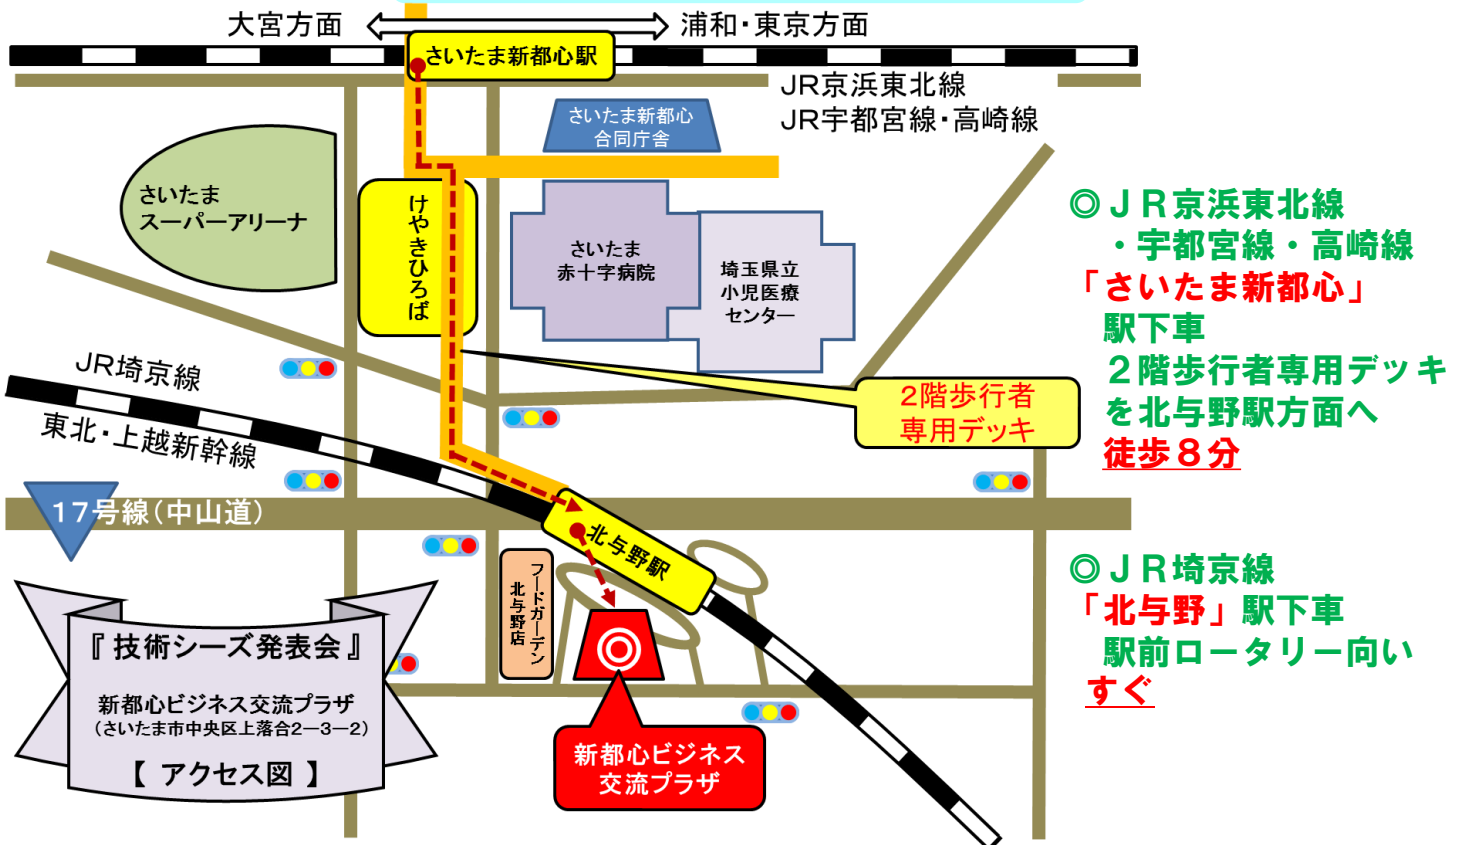 大宮方面
浦和・東京方面
さいたま新都心駅
JR京浜東北線
JR宇都宮線・高崎線
さいたま新都心
合同庁舎
さいたま
スーパーアリーナ
けやきひろば
さいたま
赤十字病院
埼玉県立
小児医療
センター
JR埼京線
東北・上越新幹線
2階歩行者
専用デッキ
17号線(中山道)
北与野駅
フードガーデン
北与野店
『技術シーズ発表会』
新都心ビジネス交流プラザ
(さいたま市中央区上落合2―3―2)
【 アクセス図 】
新都心ビジネス
交流プラザ
◎ＪＲ京浜東北線
・宇都宮線・高崎線
「さいたま新都心」
駅下車
２階歩行者専用デッキ
を北与野駅方面へ
徒歩８分
◎ＪＲ埼京線
「北与野」駅下車
駅前ロータリー向い
すぐ